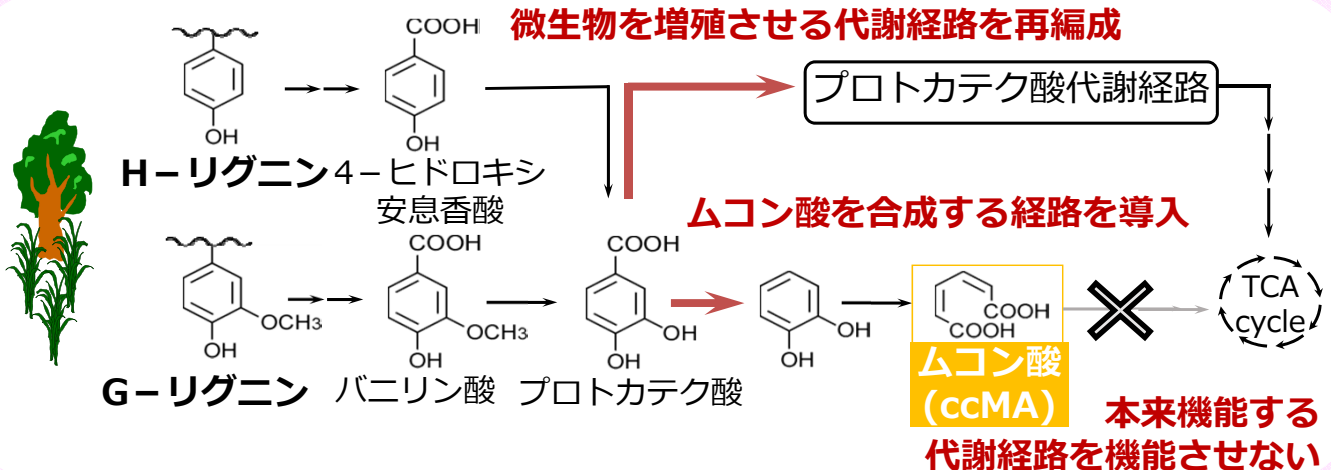 微生物を増殖させる代謝経路を再編成
COOH
OH
OH
H－リグニン
4－ヒドロキシ
安息香酸
プロトカテク酸代謝経路
ムコン酸を合成する経路を導入
OCH3
OH
G－リグニン
COOH
OCH3
OH
バニリン酸
COOH
OH
OH
プロトカテク酸
OH
OH
COOH
COOH
ムコン酸
(ccMA)
TCA
cycle
本来機能する
代謝経路を機能させない